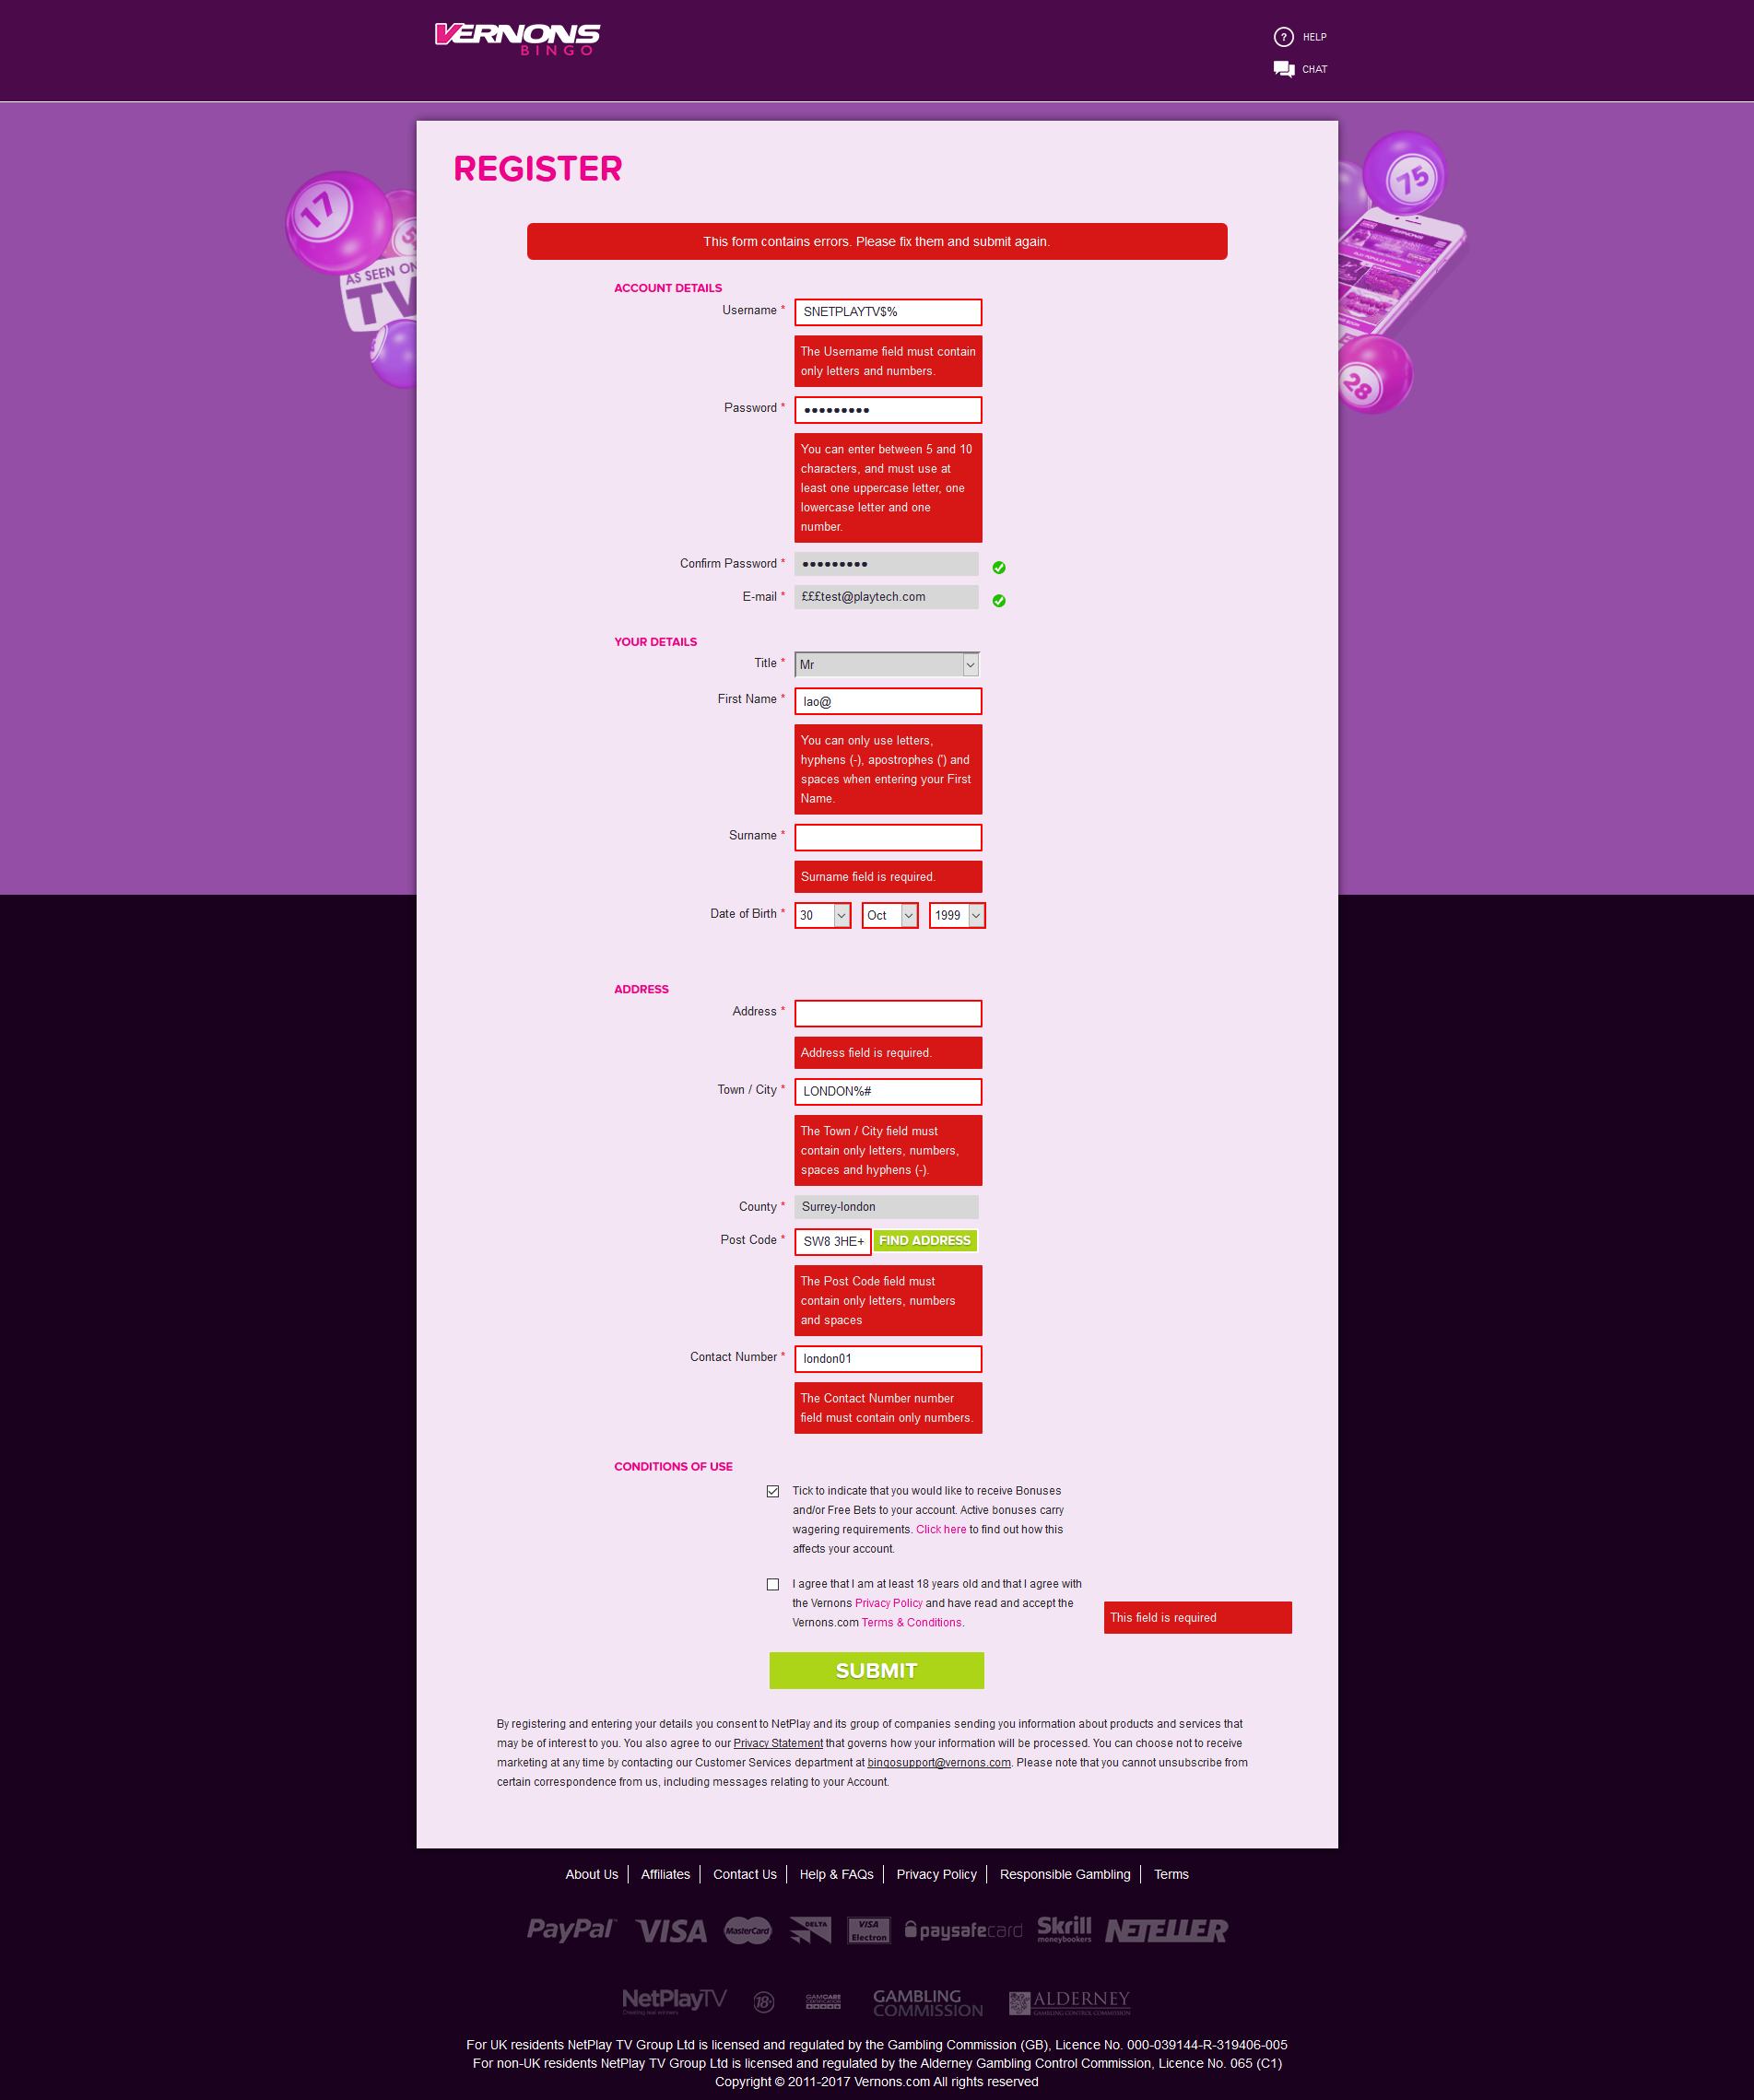 VERNONS
BINGO
HELP
CHAT
REGISTER
17
AS SEEN ON
TV
75
28
This form contains errors. Please fix them and submit again.
ACCOUNT DETAILS
Username * SNETPLAYTV$%
The Username field must contain
only letters and numbers.
Password * •••••••••
You can enter between 5 and 10
characters, and must use at
least one uppercase letter, one
lowercase letter and one
number.
Confirm Password * •••••••••
E-mail * £££test@playtech.com
YOUR DETAILS
Title * Mr
First Name * lao@
You can only use letters,
hyphens (-), apostrophes (') and
spaces when entering your First
Name.
Surname *
Surname field is required.
Date of Birth * 30 Oct 1999
ADDRESS
Address *
Address field is required.
Town / City * LONDON%#
The Town / City field must
contain only letters, numbers,
spaces and hyphens (-).
County * Surrey-london
Post Code * SW8 3HE+ FIND ADDRESS
The Post Code field must
contain only letters, numbers
and spaces
Contact Number * london01
The Contact Number number
field must contain only numbers.
CONDITIONS OF USE
Tick to indicate that you would like to receive Bonuses
and/or Free Bets to your account. Active bonuses carry
wagering requirements. Click here to find out how this
affects your account.
I agree that I am at least 18 years old and that I agree with
the Vernons Privacy Policy and have read and accept the
Vernons.com Terms & Conditions.
This field is required
SUBMIT
By registering and entering your details you consent to NetPlay and its group of companies sending you information about products and services that
may be of interest to you. You also agree to our Privacy Statement that governs how your information will be processed. You can choose not to receive
marketing at any time by contacting our Customer Services department at bingosupport@vernons.com. Please note that you cannot unsubscribe from
certain correspondence from us, including messages relating to your Account.
About Us Affiliates Contact Us Help & FAQs Privacy Policy Responsible Gambling Terms
PayPal VISA MasterCard DELTA VISA Electron paysafecard Skrill moneybookers NETELLER
NetPlayTV 18+ GAMCARE GAMBLING COMMISSION ALDERNEY GAMBLING CONTROL COMMISSION
For UK residents NetPlay TV Group Ltd is licensed and regulated by the Gambling Commission (GB), Licence No. 000-039144-R-319406-005
For non-UK residents NetPlay TV Group Ltd is licensed and regulated by the Alderney Gambling Control Commission, Licence No. 065 (C1)
Copyright © 2011-2017 Vernons.com All rights reserved